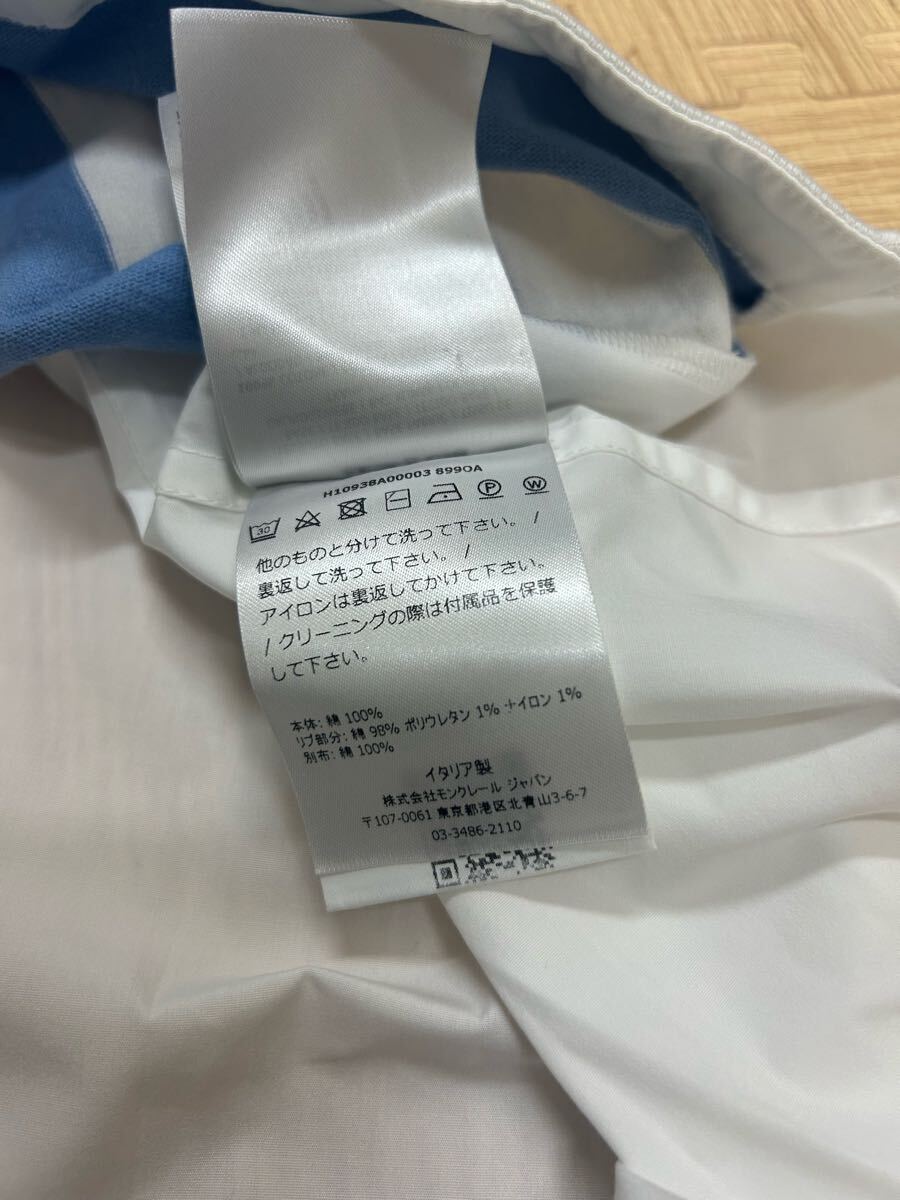 H10938A00003 899OA
30
P
W
他のものと分けて洗って下さい。 /
裏返して洗って下さい。 /
アイロンは裏返してかけて下さい。
/ クリーニングの際は付属品を保護
して下さい。
本体: 綿 100%
リブ部分: 綿 98% ポリウレタン 1% ナイロン 1%
別布: 綿 100%
イタリア製
株式会社モンクレール ジャパン
〒107-0061 東京都港区北青山3-6-7
03-3486-2110